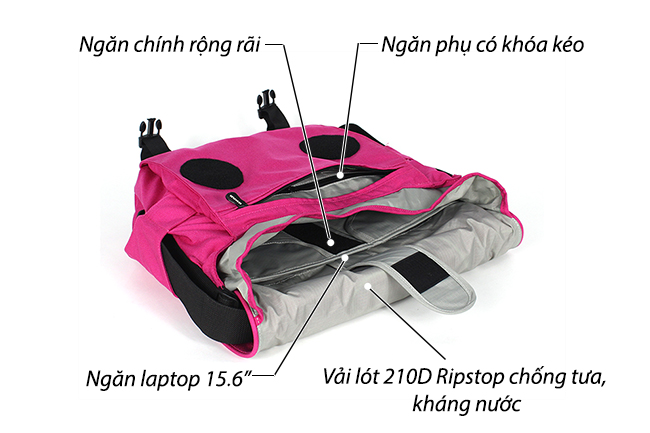 Ngăn chính rộng rãi
Ngăn phụ có khóa kéo
Ngăn laptop 15.6”
Vải lót 210D Ripstop chống tưa,
kháng nước